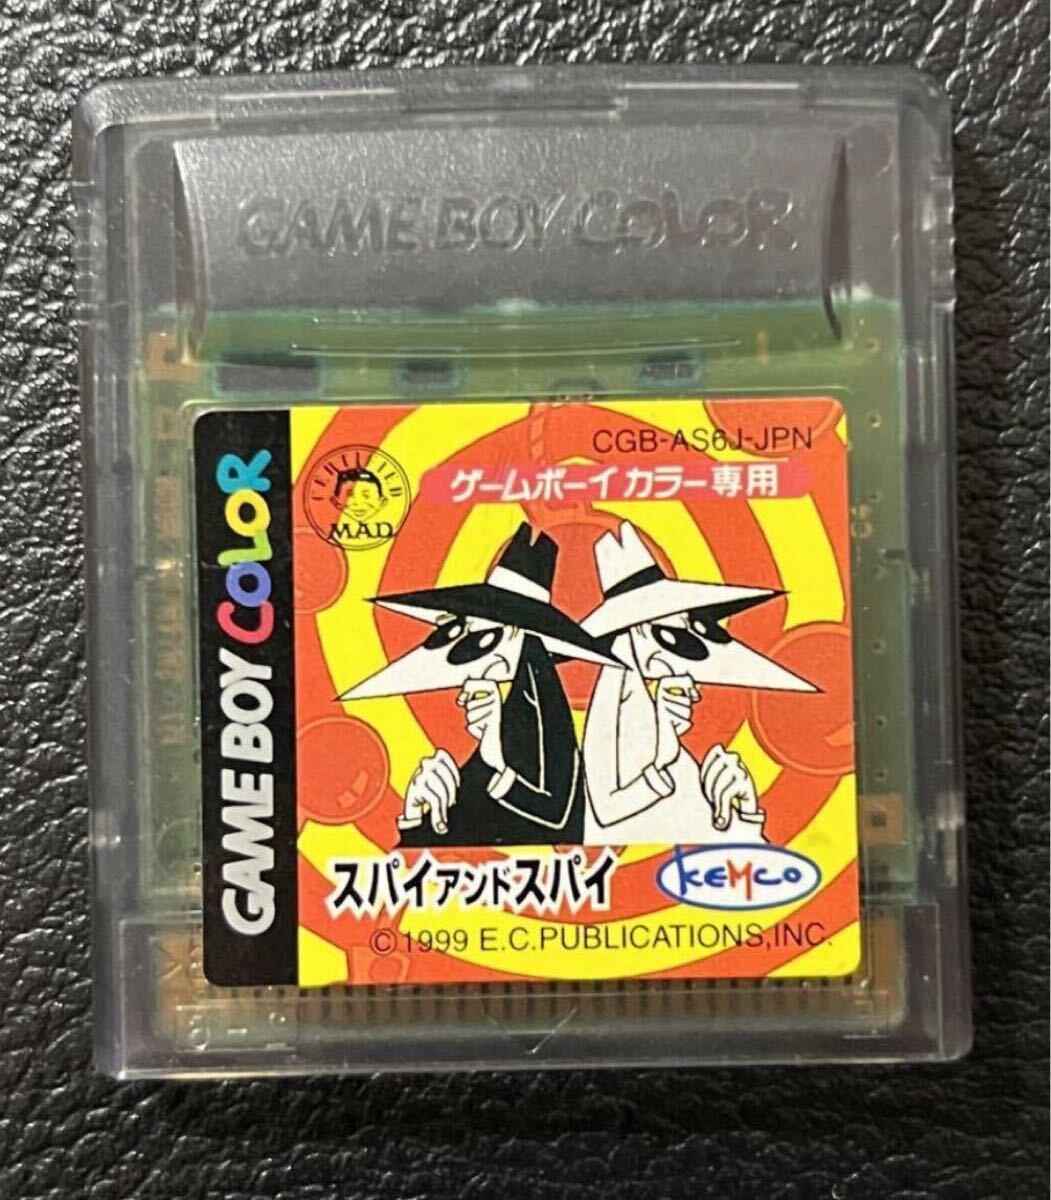 GAME BOY COLOR
GAME BOY COLOR
CERTIFIED
MAD
CGB-AS6J-JPN
ゲームボーイカラー専用
スパイアンドスパイ
KEMCO
©1999 E.C.PUBLICATIONS,INC.